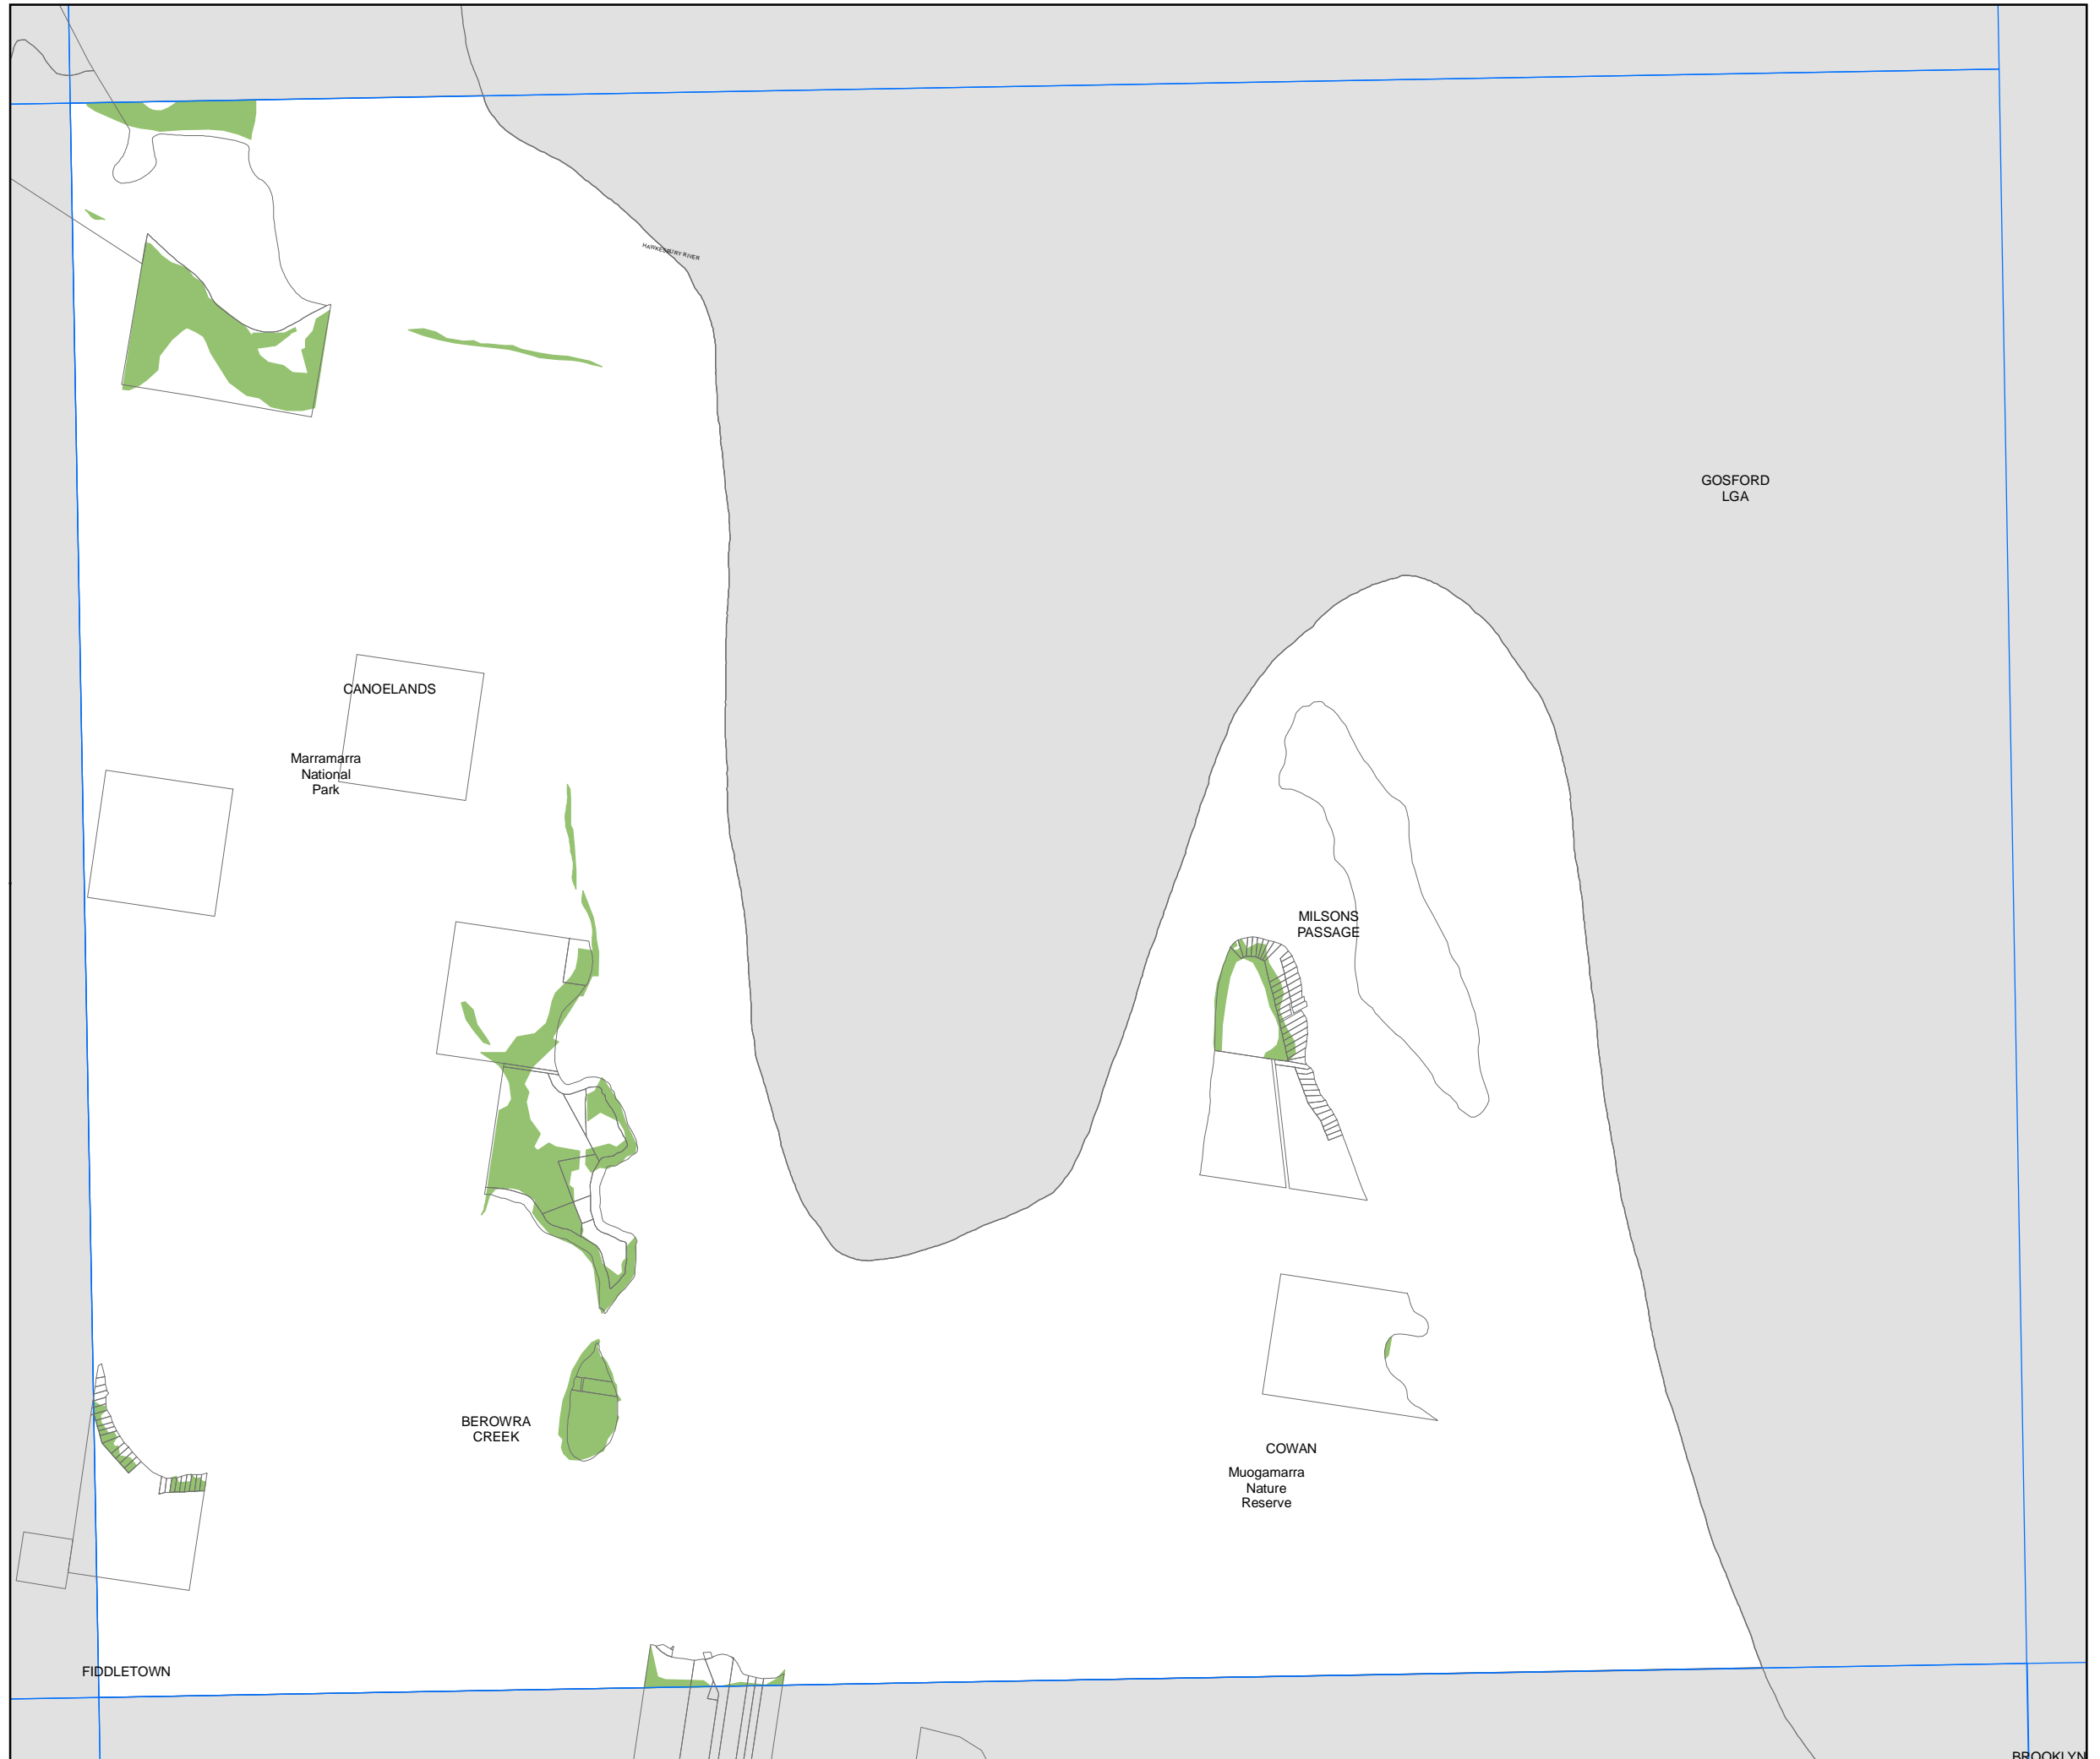 HAWKESBURY RIVER
GOSFORD
LGA
CANOELANDS
Marramarra
National
Park
MILSONS
PASSAGE
BEROWRA
CREEK
COWAN
Muogamarra
Nature
Reserve
FIDDLETOWN
BROOKLYN